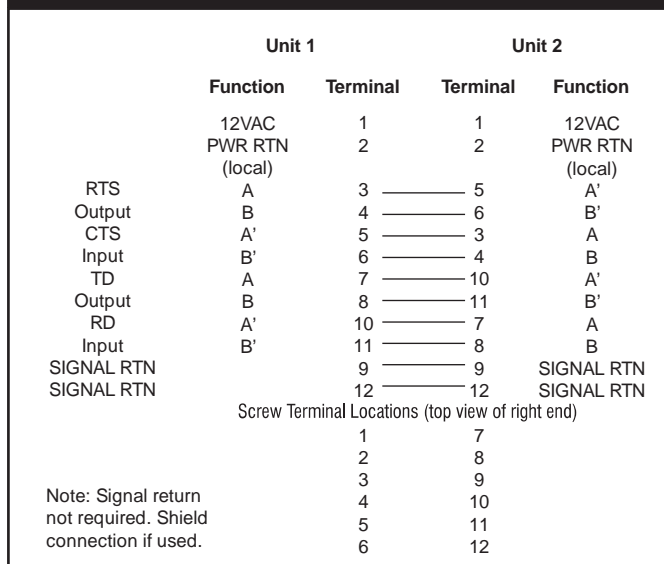 Unit 1 Unit 2
Function Terminal Terminal Function
12VAC 1 1 12VAC
PWR RTN 2 2 PWR RTN
(local) (local)
RTS A 3 5 A’
Output B 4 6 B’
CTS A’ 5 3 A
Input B’ 6 4 B
TD A 7 10 A’
Output B 8 11 B’
RD A’ 10 7 A
Input B’ 11 8 B
SIGNAL RTN 9 9 SIGNAL RTN
SIGNAL RTN 12 12 SIGNAL RTN
Screw Terminal Locations (top view of right end)
1 7
2 8
3 9
4 10
5 11
6 12
Note: Signal return
not required. Shield
connection if used.